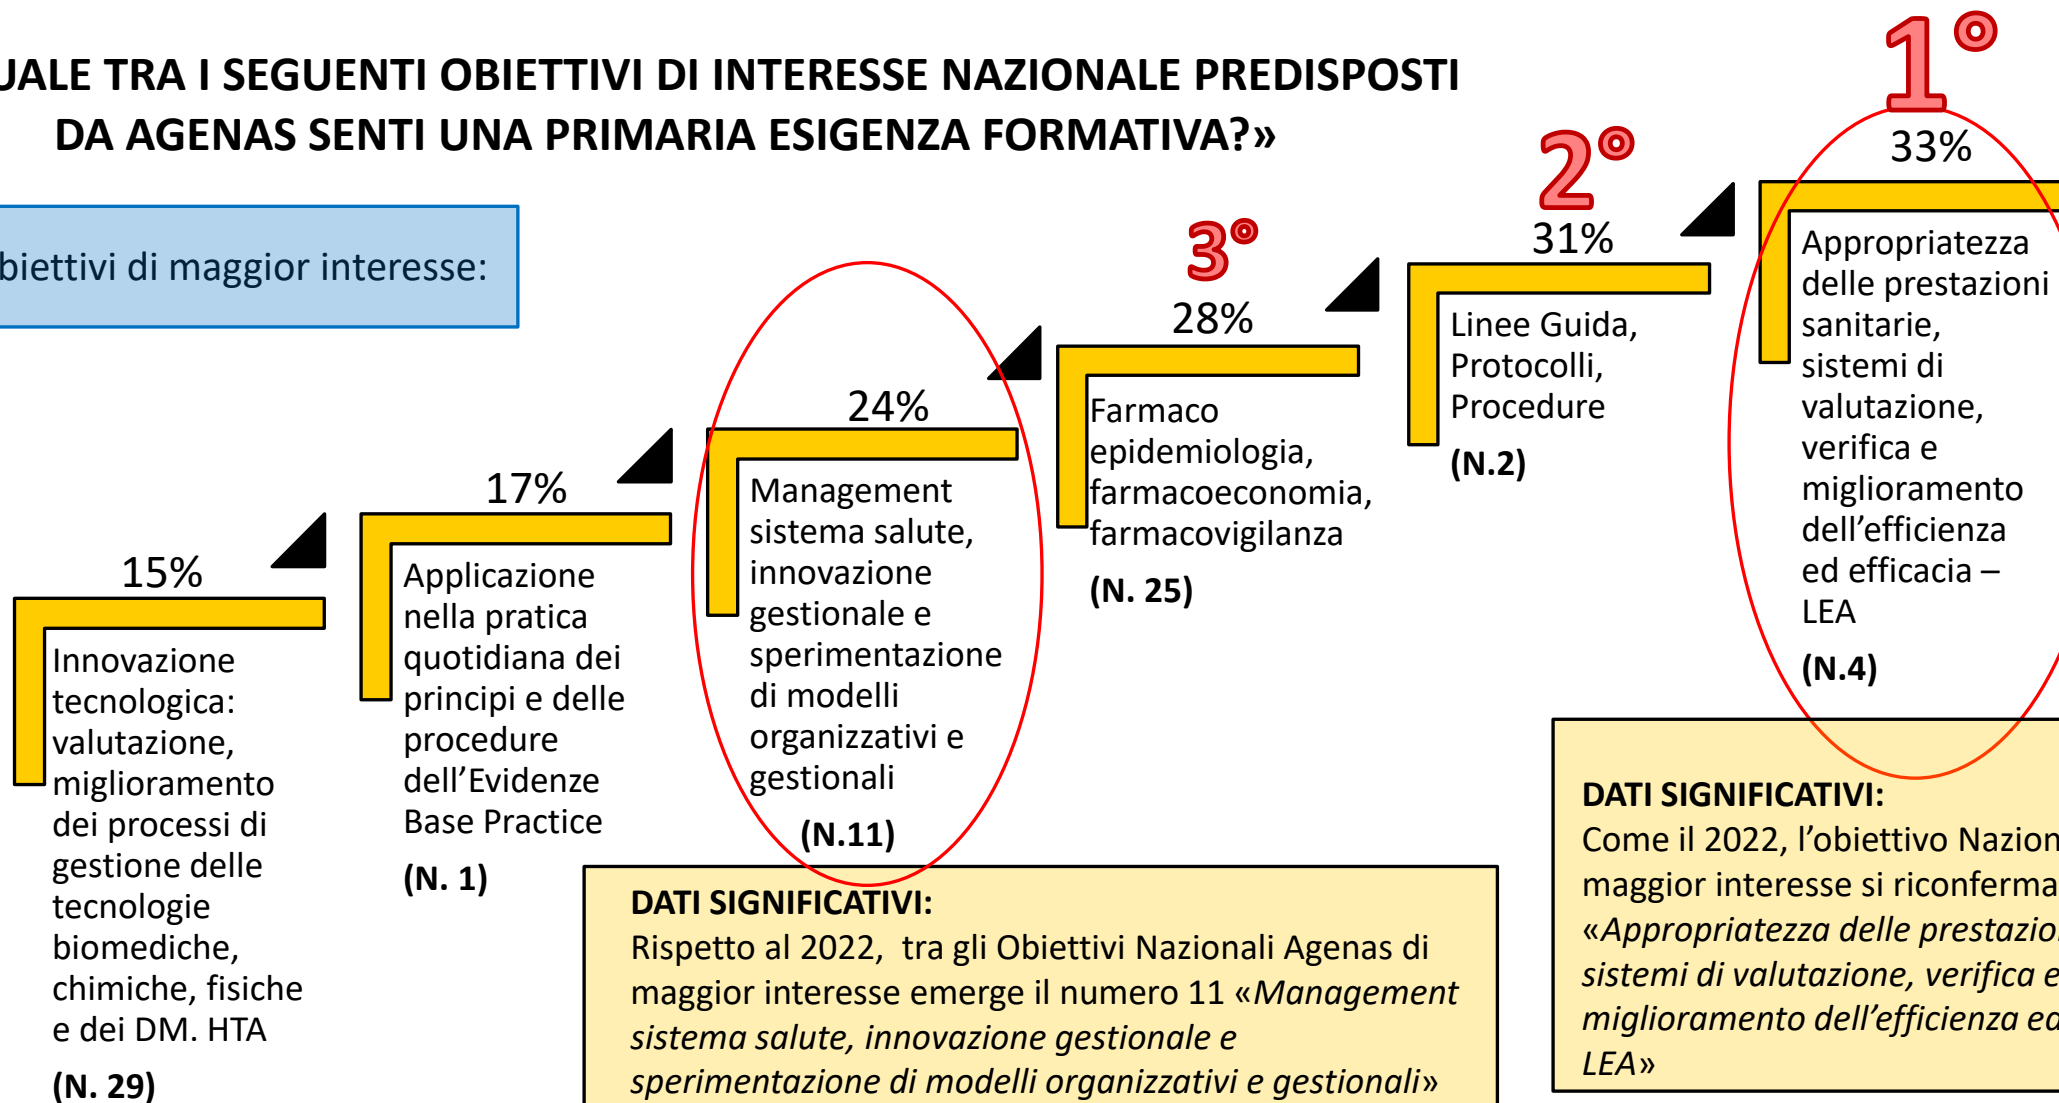 UALE TRA I SEGUENTI OBIETTIVI DI INTERESSE NAZIONALE PREDISPOSTI
DA AGENAS SENTI UNA PRIMARIA ESIGENZA FORMATIVA?»
biettivi di maggior interesse:
15%
Innovazione
tecnologica:
valutazione,
miglioramento
dei processi di
gestione delle
tecnologie
biomediche,
chimiche, fisiche
e dei DM. HTA
(N. 29)
17%
Applicazione
nella pratica
quotidiana dei
principi e delle
procedure
dell’Evidenze
Base Practice
(N. 1)
24%
Management
sistema salute,
innovazione
gestionale e
sperimentazione
di modelli
organizzativi e
gestionali
(N.11)
3°
28%
Farmaco
epidemiologia,
farmacoeconomia,
farmacovigilanza
(N. 25)
2°
31%
Linee Guida,
Protocolli,
Procedure
(N.2)
1°
33%
Appropriatezza
delle prestazioni
sanitarie,
sistemi di
valutazione,
verifica e
miglioramento
dell’efficienza
ed efficacia –
LEA
(N.4)
DATI SIGNIFICATIVI:
Rispetto al 2022, tra gli Obiettivi Nazionali Agenas di
maggior interesse emerge il numero 11 «Management
sistema salute, innovazione gestionale e
sperimentazione di modelli organizzativi e gestionali»
DATI SIGNIFICATIVI:
Come il 2022, l’obiettivo Nazion
maggior interesse si riconferma
«Appropriatezza delle prestazio
sistemi di valutazione, verifica e
miglioramento dell’efficienza ed
LEA»